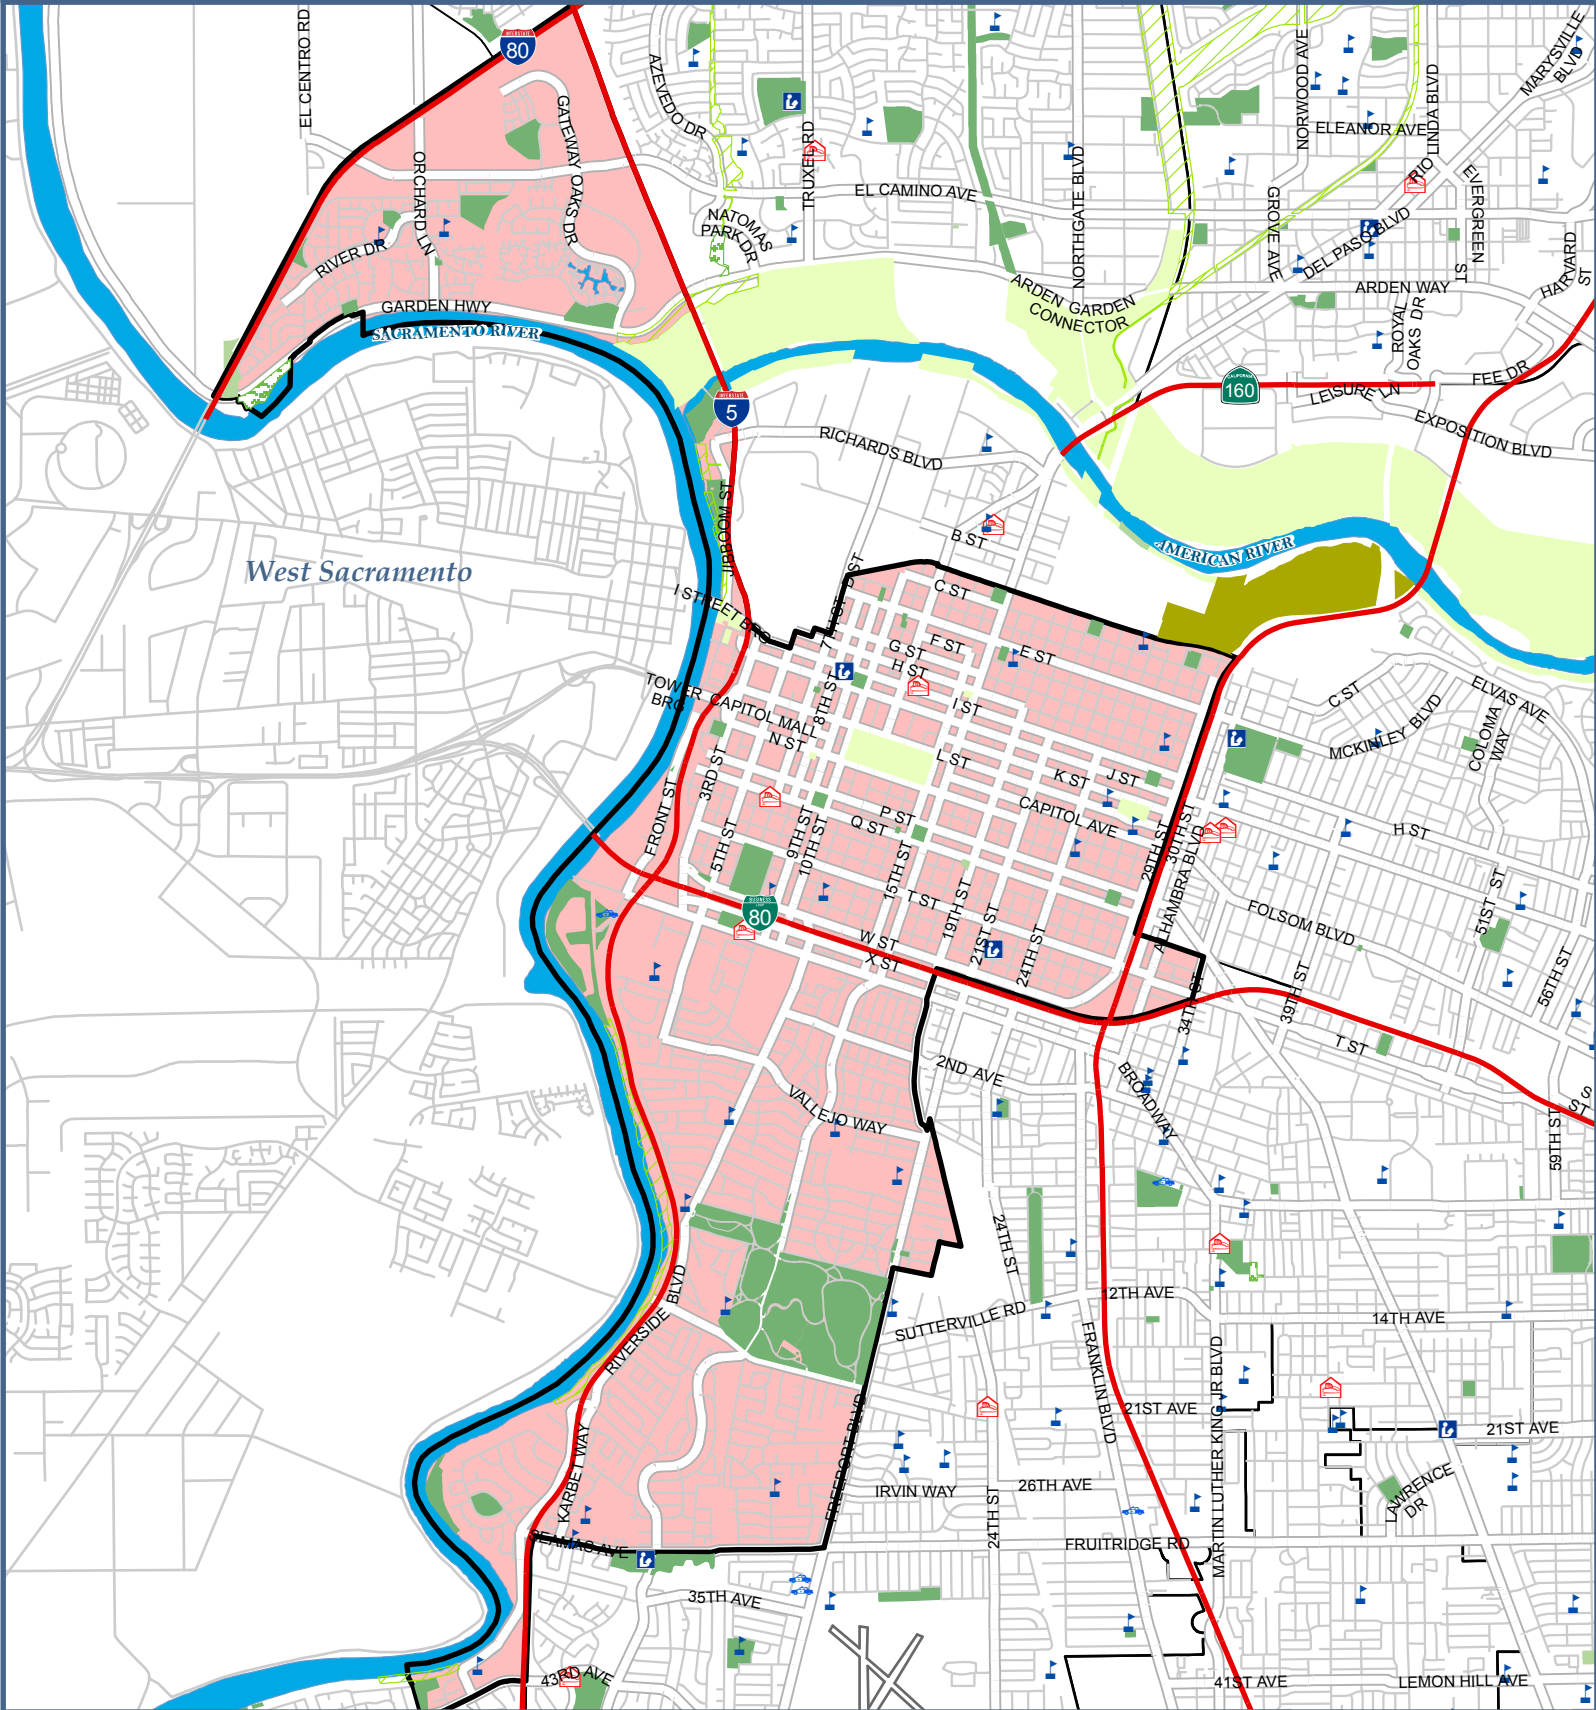 INTERSTATE
80
EL CENTRO RD
AZEVEDO DR
GATEWAY OAKS DR
ORCHARD LN
TRUXEL RD
EL CAMINO AVE
NORTHGATE BLVD
NORWOOD AVE
ELEANOR AVE
RIO
LINDA BLVD
MARYSVILLE
BLVD
EVERGREEN
ST
GROVE AVE
DEL PASO BLVD
HARVARD
ST
NATOMAS
PARK DR
RIVER DR
GARDEN HWY
SACRAMENTO RIVER
ARDEN GARDEN
CONNECTOR
ARDEN WAY
ROYAL
OAKS DR
FEE DR
CALIFORNIA
160
LEISURE LN
EXPOSITION BLVD
INTERSTATE
5
RICHARDS BLVD
JIBBOOM ST
B ST
AMERICAN RIVER
West Sacramento
I STREET BRG
7TH ST
D ST
C ST
F ST
G ST
H ST
E ST
I ST
TOWER
BRG
CAPITOL MALL
8TH ST
N ST
L ST
K ST
J ST
C ST
MCKINLEY BLVD
ELVAS AVE
COLOMA
WAY
FRONT ST
3RD ST
5TH ST
9TH ST
10TH ST
P ST
Q ST
CAPITOL AVE
15TH ST
29TH ST
30TH ST
ALHAMBRA BLVD
H ST
T ST
19TH ST
21ST ST
24TH ST
FOLSOM BLVD
51ST ST
56TH ST
BUSINESS
LOOP
80
W ST
X ST
34TH ST
39TH ST
T ST
S ST
2ND AVE
BROADWAY
59TH ST
VALLEJO WAY
24TH ST
SUTTERVILLE RD
12TH AVE
14TH AVE
RIVERSIDE BLVD
FRANKLIN BLVD
MARTIN LUTHER KING JR BLVD
21ST AVE
21ST AVE
KARBET WAY
FREEPORT BLVD
IRVIN WAY
26TH AVE
24TH ST
LAWRENCE
DR
SEAMAS AVE
FRUITRIDGE RD
35TH AVE
43RD AVE
41ST AVE
LEMON HILL AVE